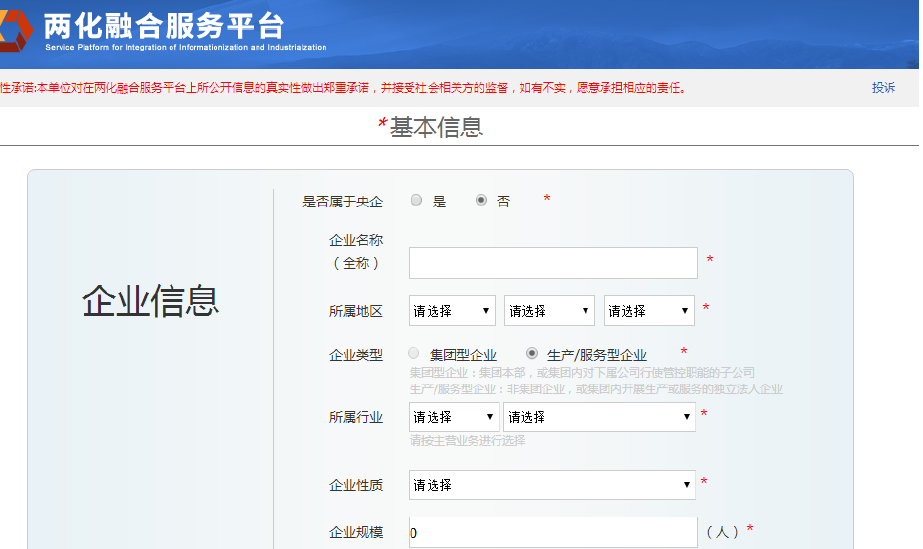 两化融合服务平台
Service Platform for Integration of Informationization and Industriaization
性承诺:本单位对在两化融合服务平台上所公开信息的真实性做出郑重承诺，并接受社会相关方的监督，如有不实，愿意承担相应的责任。 投诉
*基本信息
企业信息
是否属于央企 是 否 *
企业名称
（全称） *
所属地区 请选择 请选择 请选择 *
企业类型 集团型企业 生产/服务型企业 *
集团型企业：集团本部，或集团内对下属公司行使管控职能的子公司
生产/服务型企业：非集团企业，或集团内开展生产或服务的独立法人企业
所属行业 请选择 请选择 *
请按主营业务进行选择
企业性质 请选择 *
企业规模 0 （人）*